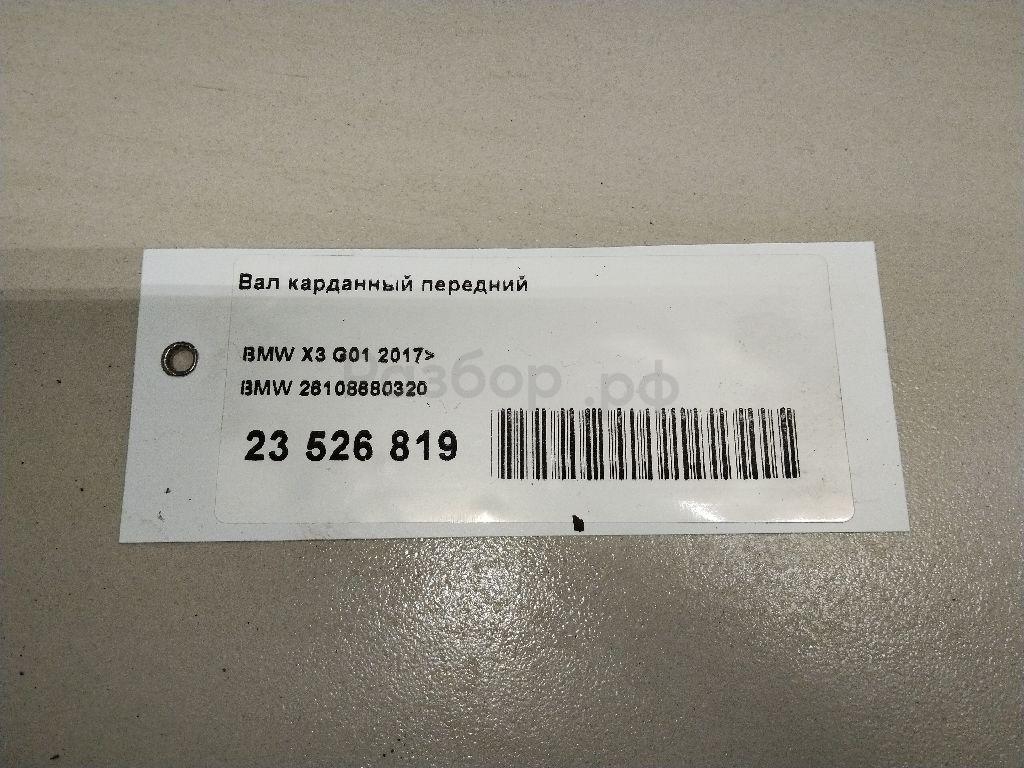 Вал карданный передний
BMW X3 G01 2017>
Разбор.рф
BMW 26108680320
23 526 819